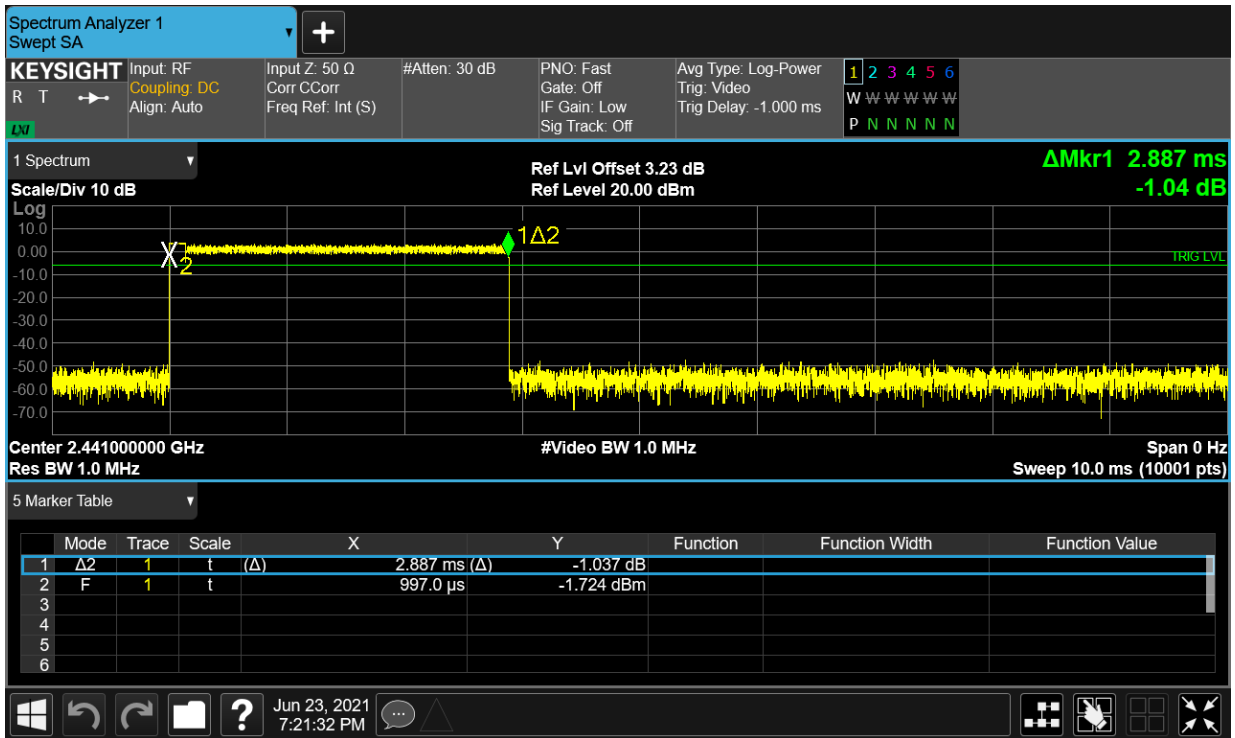 Spectrum Analyzer 1
Swept SA
▼
+
KEYSIGHT
R T
LXI
Input: RF
Coupling: DC
Align: Auto
Input Z: 50 Ω
Corr CCorr
Freq Ref: Int (S)
#Atten: 30 dB
PNO: Fast
Gate: Off
IF Gain: Low
Sig Track: Off
Avg Type: Log-Power
Trig: Video
Trig Delay: -1.000 ms
1 2 3 4 5 6
W W W W W W
P N N N N N
1 Spectrum ▼
Scale/Div 10 dB
Ref Lvl Offset 3.23 dB
Ref Level 20.00 dBm
ΔMkr1 2.887 ms
-1.04 dB
Log
10.0
0.00
-10.0
-20.0
-30.0
-40.0
-50.0
-60.0
-70.0
X
2
1Δ2
TRIG LVL
Center 2.441000000 GHz
#Video BW 1.0 MHz
Span 0 Hz
Res BW 1.0 MHz
Sweep 10.0 ms (10001 pts)
5 Marker Table ▼
Mode Trace Scale X Y Function Function Width Function Value
1 Δ2 1 t (Δ) 2.887 ms (Δ) -1.037 dB
2 F 1 t 997.0 µs -1.724 dBm
3
4
5
6
?
Jun 23, 2021
7:21:32 PM